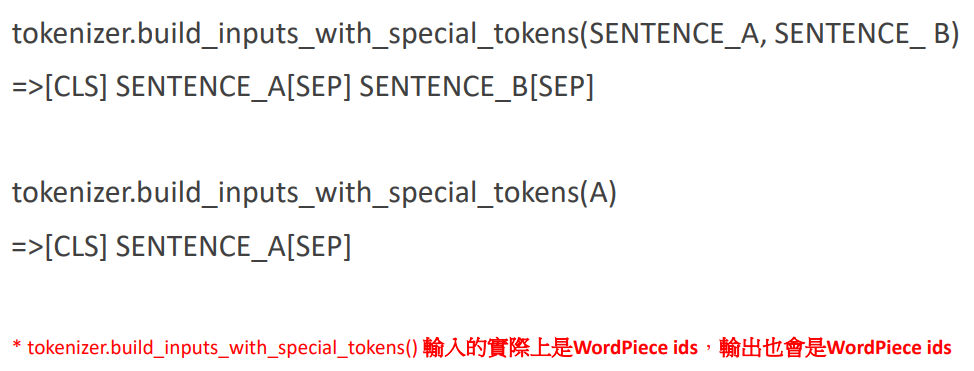 tokenizer.build_inputs_with_special_tokens(SENTENCE_A, SENTENCE_ B)
=>[CLS] SENTENCE_A[SEP] SENTENCE_B[SEP]
tokenizer.build_inputs_with_special_tokens(A)
=>[CLS] SENTENCE_A[SEP]
* tokenizer.build_inputs_with_special_tokens() 輸入的實際上是WordPiece ids，輸出也會是WordPiece ids